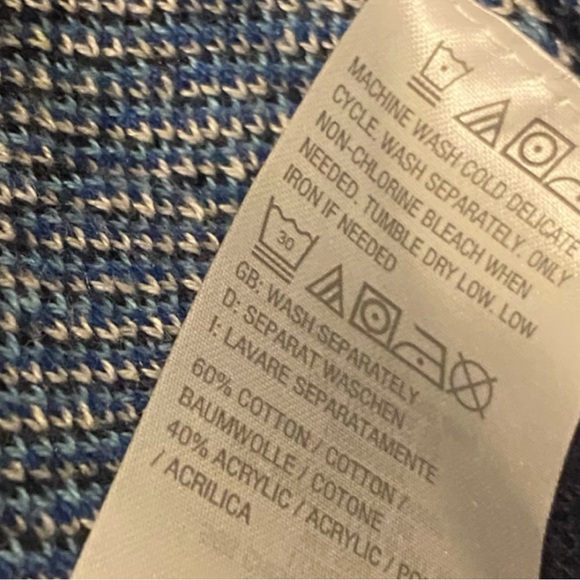 MACHINE WASH COLD DELICATE
CYCLE. WASH SEPARATELY. ONLY
NON-CHLORINE BLEACH WHEN
NEEDED. TUMBLE DRY LOW. LOW
IRON IF NEEDED
30
GB: WASH SEPARATELY
D: SEPARAT WASCHEN
I: LAVARE SEPARATAMENTE
60% COTTON / COTTON /
BAUMWOLLE / COTONE
40% ACRYLIC / ACRYLIC /
/ ACRILICA